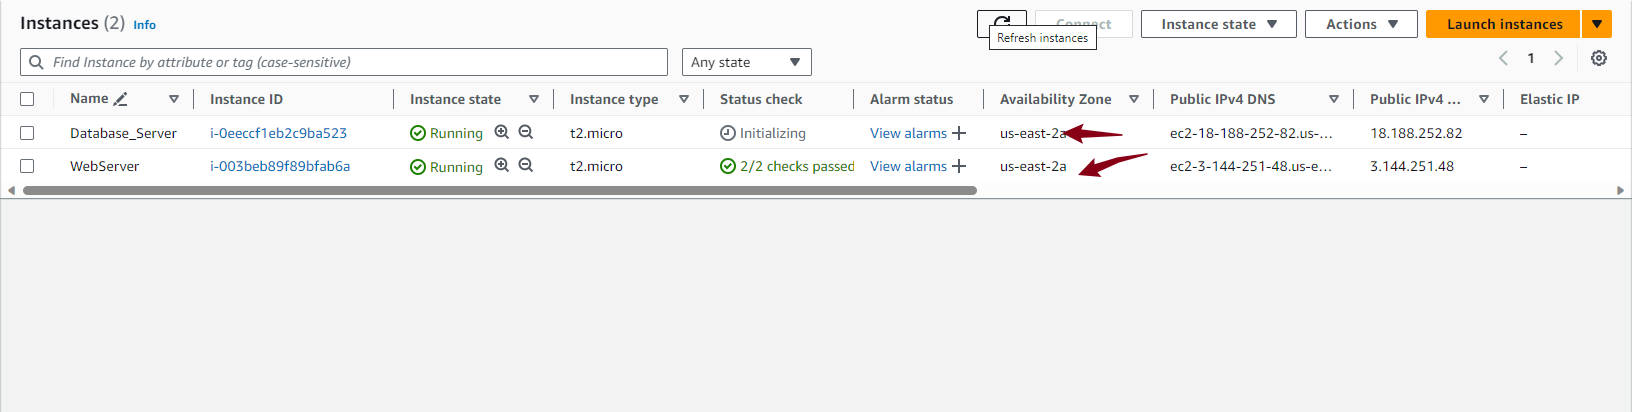 Instances (2) Info
Connect
Instance state
Actions
Launch instances
Refresh instances
Find Instance by attribute or tag (case-sensitive)
Any state
1
Name Instance ID Instance state Instance type Status check Alarm status Availability Zone Public IPv4 DNS Public IPv4 ... Elastic IP
Database_Server i-0eeccf1eb2c9ba523 Running t2.micro Initializing View alarms + us-east-2a ec2-18-188-252-82.us-... 18.188.252.82 –
WebServer i-003beb89f89bfab6a Running t2.micro 2/2 checks passed View alarms + us-east-2a ec2-3-144-251-48.us-e... 3.144.251.48 –